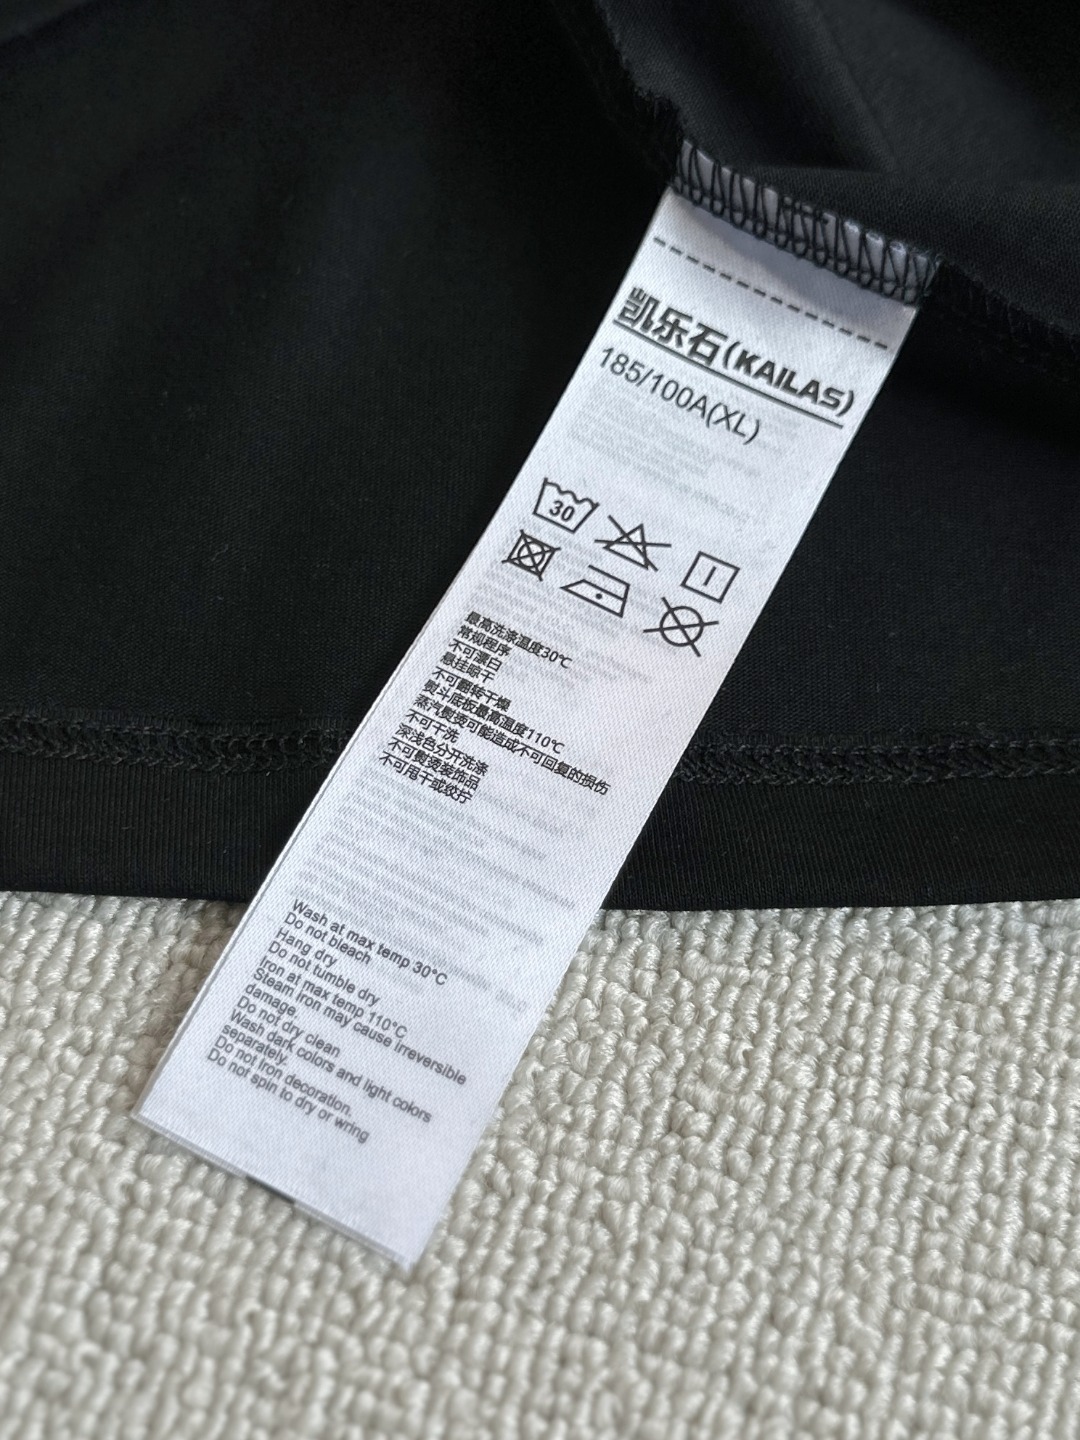 凯乐石(KAILAS)
185/100A(XL)
30
最高洗涤温度30℃
常规程序
不可漂白
悬挂晾干
不可翻转干燥
熨斗底板最高温度110℃
蒸汽熨烫可能造成不可回复的损伤
不可干洗
深浅色分开洗涤
不可熨烫装饰品
不可甩干或绞拧
Wash at max temp 30°C
Do not bleach
Hang dry
Do not tumble dry
Iron at max temp 110°C
Steam iron may cause irreversible
damage.
Do not dry clean
Wash dark colors and light colors
separately.
Do not iron decoration.
Do not spin to dry or wring